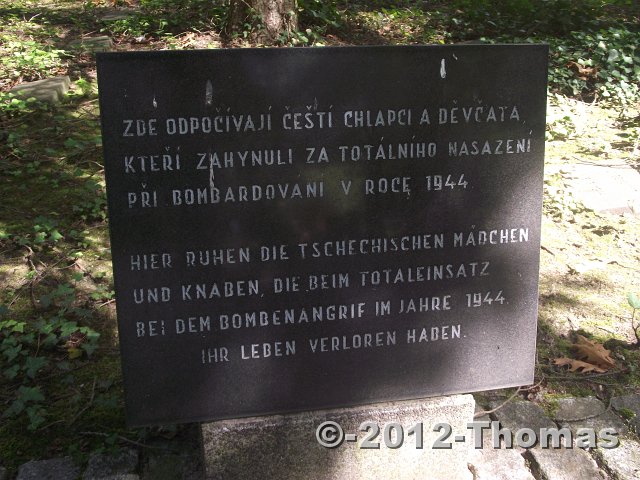 ZDE ODPOČÍVAJÍ ČEŠTÍ CHLAPCI A DĚVČATA,
KTEŘÍ ZAHYNULI ZA TOTÁLNÍHO NASAZENÍ
PŘI BOMBARDOVANI V ROCE 1944
HIER RUHEN DIE TSCHECHISCHEN MÄDCHEN
UND KNABEN, DIE BEIM TOTALEINSATZ
BEI DEM BOMBENANGRIF IM JAHRE 1944.
IHR LEBEN VERLOREN HABEN.
©-2012-Thomas